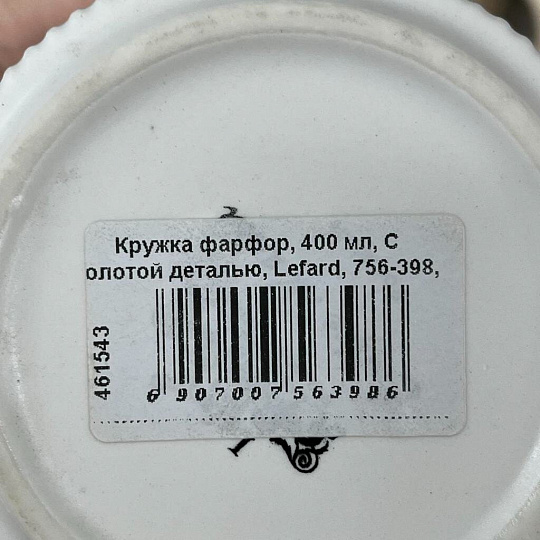 Кружка фарфор, 400 мл, С
олотой деталью, Lefard, 756-398,
461543
6 907007 563986